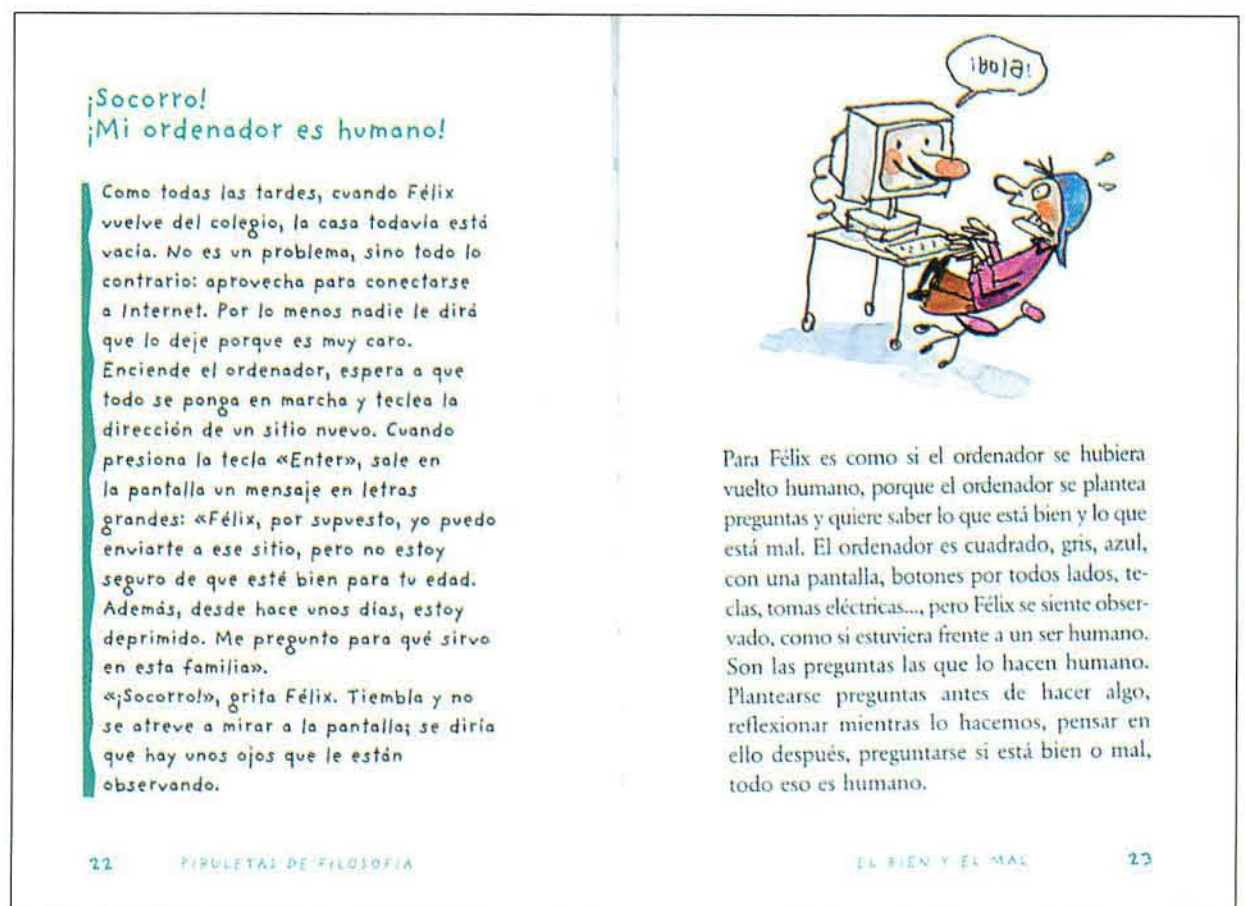 ¡Socorro!
¡Mi ordenador es humano!
Como todas las tardes, cuando Félix
vuelve del colegio, la casa todavía está
vacía. No es un problema, sino todo lo
contrario: aprovecha para conectarse
a Internet. Por lo menos nadie le dirá
que lo deje porque es muy caro.
Enciende el ordenador, espera a que
todo se ponga en marcha y teclea la
dirección de un sitio nuevo. Cuando
presiona la tecla «Enter», sale en
la pantalla un mensaje en letras
grandes: «Félix, por supuesto, yo puedo
enviarte a ese sitio, pero no estoy
seguro de que esté bien para tu edad.
Además, desde hace unos días, estoy
deprimido. Me pregunto para qué sirvo
en esta familia».
«¡Socorro!», grita Félix. Tiembla y no
se atreve a mirar a la pantalla; se diría
que hay unos ojos que le están
observando.
22 PIRULETAS DE FILOSOFÍA
¡Hola!
Para Félix es como si el ordenador se hubiera
vuelto humano, porque el ordenador se plantea
preguntas y quiere saber lo que está bien y lo que
está mal. El ordenador es cuadrado, gris, azul,
con una pantalla, botones por todos lados, te-
clas, tomas eléctricas..., pero Félix se siente obser-
vado, como si estuviera frente a un ser humano.
Son las preguntas las que lo hacen humano.
Plantearse preguntas antes de hacer algo,
reflexionar mientras lo hacemos, pensar en
ello después, preguntarse si está bien o mal,
todo eso es humano.
EL BIEN Y EL MAL 23